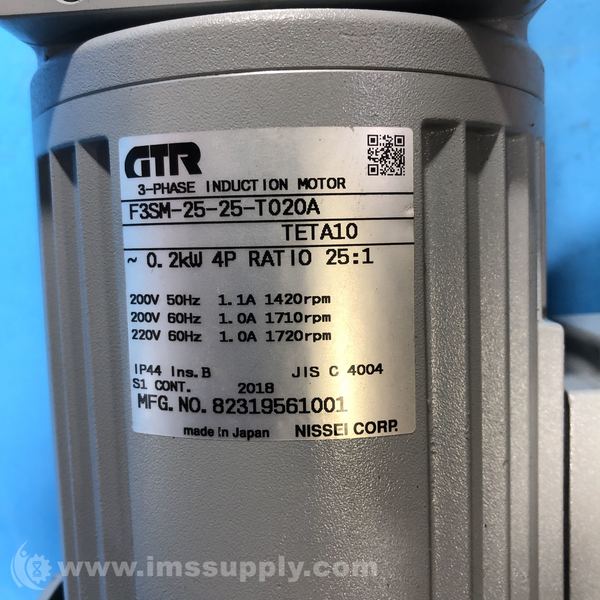 GTR
3-PHASE INDUCTION MOTOR
F3SM-25-25-T020A
TETA10
~ 0.2kW 4P RATIO 25:1
200V 50Hz 1.1A 1420rpm
200V 60Hz 1.0A 1710rpm
220V 60Hz 1.0A 1720rpm
IP44 Ins.B JIS C 4004
S1 CONT. 2018
MFG.NO.82319561001
made in Japan NISSEI CORP.
www.imssupply.com